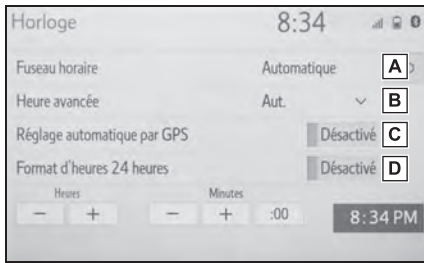 Horloge 8:34
Fuseau horaire Automatique A
Heure avancée Aut. B
Réglage automatique par GPS Désactivé C
Format d'heures 24 heures Désactivé D
Heures Minutes
− + − + :00 8:34 PM